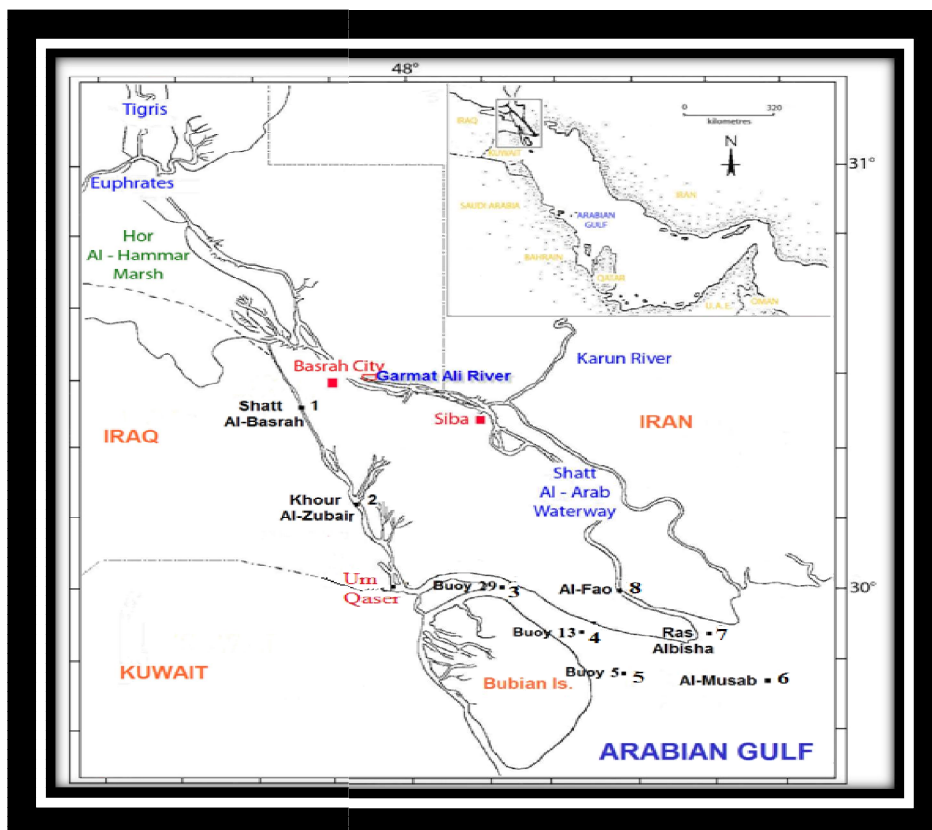 48°
Tigris
Euphrates
Hor
Al - Hammar
Marsh
0 320
kilometres
N
IRAQ
KUWAIT
IRAN
SAUDI ARABIA
ARABIAN
GULF
BAHRAIN
QATAR
U.A.E.
OMAN
31°
Karun River
Basrah City
Garmat Ali River
Shatt
Al-Basrah
1
Siba
IRAQ
IRAN
Shatt
Al - Arab
Waterway
Khour
Al-Zubair
2
Um
Qaser
Buoy 29
3
Al-Fao
8
30°
Buoy 13
4
Ras
Albisha
7
KUWAIT
Bubian Is.
Buoy 5
5
Al-Musab
6
ARABIAN GULF